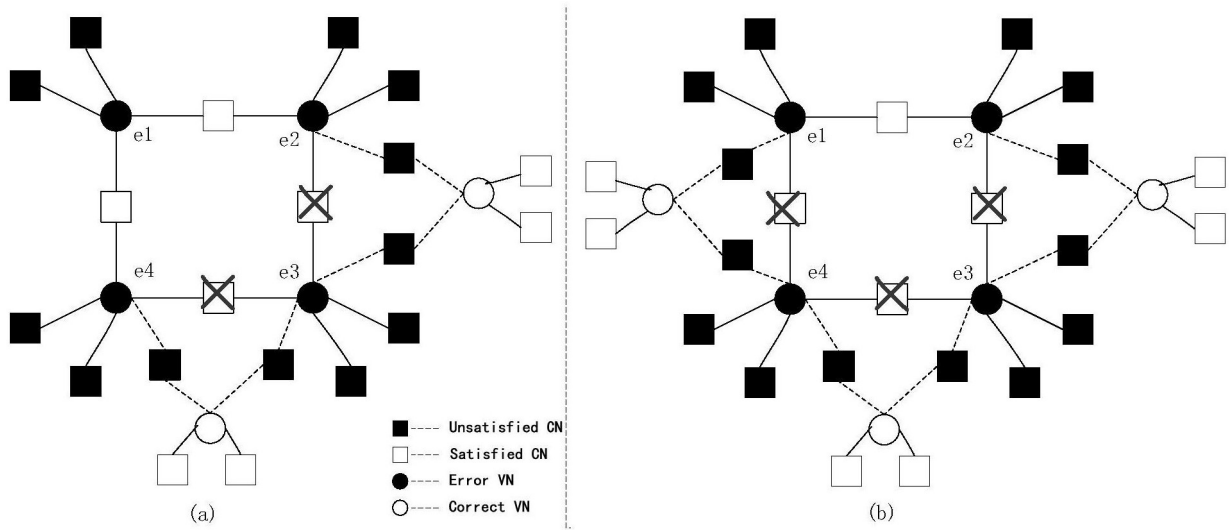 e1
e2
e4
e3
Unsatisfied CN
Satisfied CN
Error VN
Correct VN
(a)
e1
e2
e4
e3
(b)